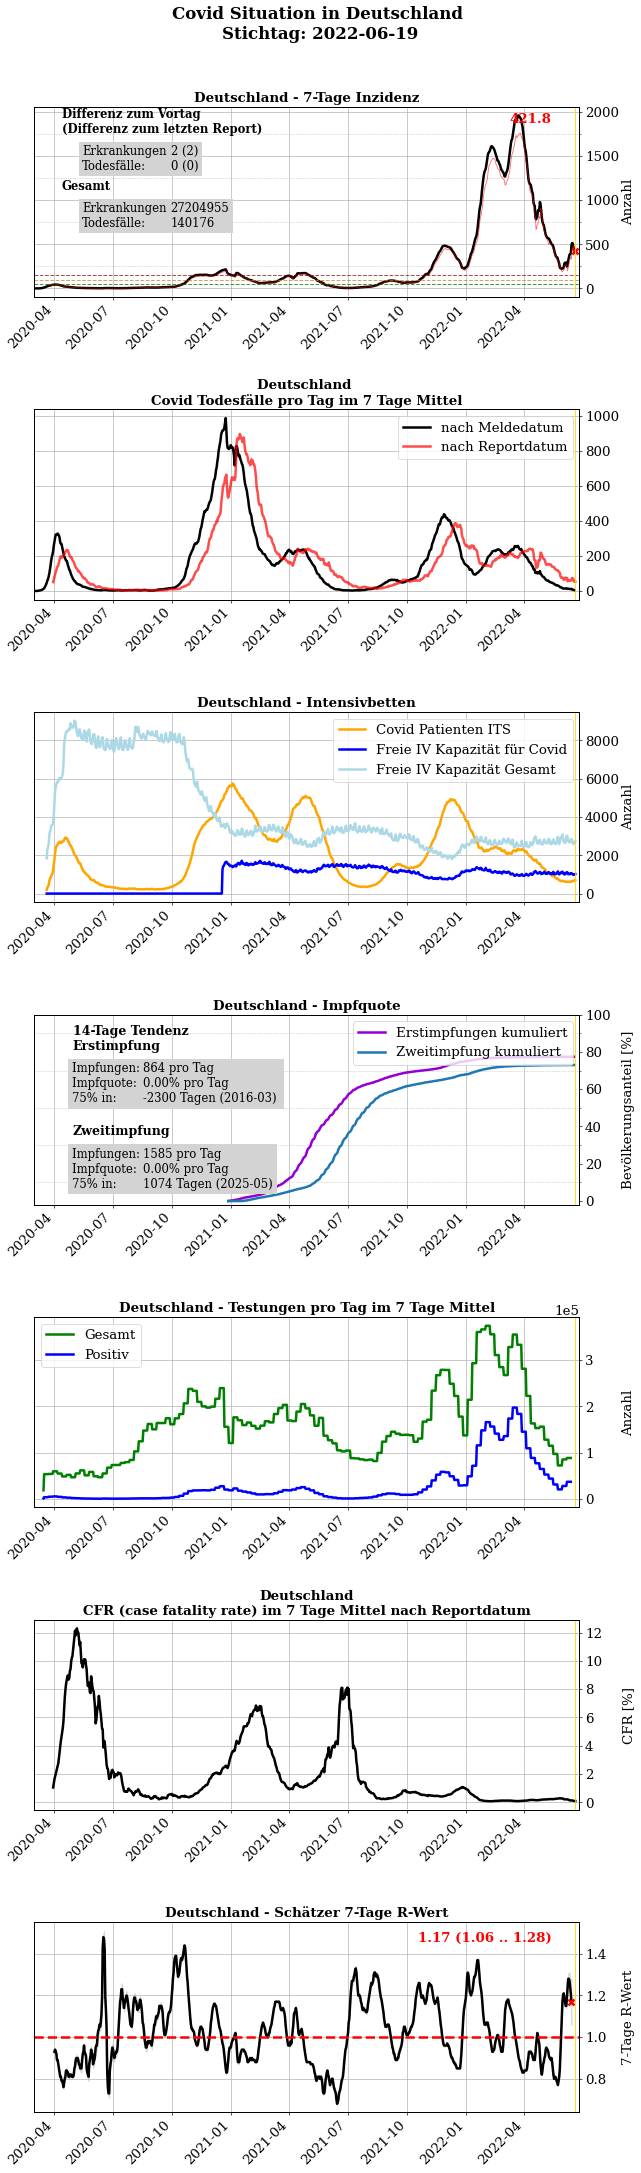 Covid Situation in Deutschland
Stichtag: 2022-06-19
Deutschland - 7-Tage Inzidenz
Differenz zum Vortag
(Differenz zum letzten Report)
Erkrankungen 2 (2)
Todesfälle: 0 (0)
Gesamt
Erkrankungen 27204955
Todesfälle: 140176
421.8
2000
1500
1000
500
0
Anzahl
2020-04 2020-07 2020-10 2021-01 2021-04 2021-07 2021-10 2022-01 2022-04
Deutschland
Covid Todesfälle pro Tag im 7 Tage Mittel
nach Meldedatum
nach Reportdatum
1000
800
600
400
200
0
2020-04 2020-07 2020-10 2021-01 2021-04 2021-07 2021-10 2022-01 2022-04
Deutschland - Intensivbetten
Covid Patienten ITS
Freie IV Kapazität für Covid
Freie IV Kapazität Gesamt
8000
6000
4000
2000
0
Anzahl
2020-04 2020-07 2020-10 2021-01 2021-04 2021-07 2021-10 2022-01 2022-04
Deutschland - Impfquote
14-Tage Tendenz
Erstimpfung
Impfungen: 864 pro Tag
Impfquote: 0.00% pro Tag
75% in: -2300 Tagen (2016-03)
Zweitimpfung
Impfungen: 1585 pro Tag
Impfquote: 0.00% pro Tag
75% in: 1074 Tagen (2025-05)
Erstimpfungen kumuliert
Zweitimpfung kumuliert
100
80
60
40
20
0
Bevölkerungsanteil [%]
2020-04 2020-07 2020-10 2021-01 2021-04 2021-07 2021-10 2022-01 2022-04
Deutschland - Testungen pro Tag im 7 Tage Mittel
1e5
Gesamt
Positiv
3
2
1
0
Anzahl
2020-04 2020-07 2020-10 2021-01 2021-04 2021-07 2021-10 2022-01 2022-04
Deutschland
CFR (case fatality rate) im 7 Tage Mittel nach Reportdatum
12
10
8
6
4
2
0
CFR [%]
2020-04 2020-07 2020-10 2021-01 2021-04 2021-07 2021-10 2022-01 2022-04
Deutschland - Schätzer 7-Tage R-Wert
1.17 (1.06 .. 1.28)
1.4
1.2
1.0
0.8
7-Tage R-Wert
2020-04 2020-07 2020-10 2021-01 2021-04 2021-07 2021-10 2022-01 2022-04